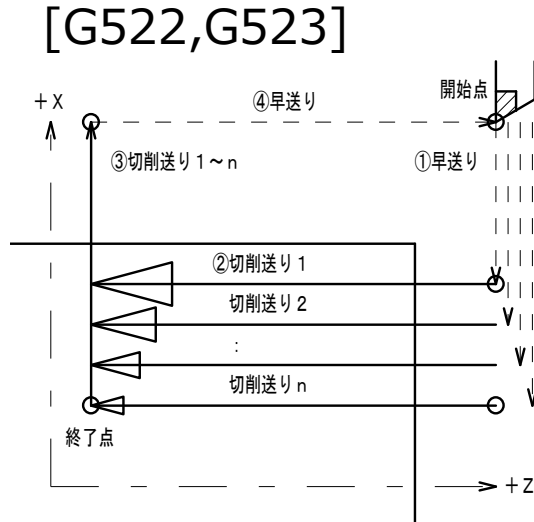 [G522,G523]
開始点
+X
④早送り
③切削送り1~n
①早送り
②切削送り1
切削送り2
:
切削送りn
終了点
+Z